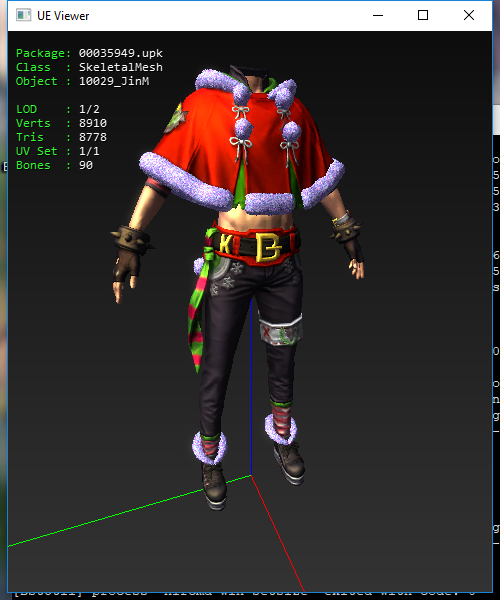 UE Viewer
Package: 00035949.upk
Class : SkeletalMesh
Object : 10029_JinM
LOD : 1/2
Verts : 8910
Tris : 8778
UV Set : 1/1
Bones : 90
K B